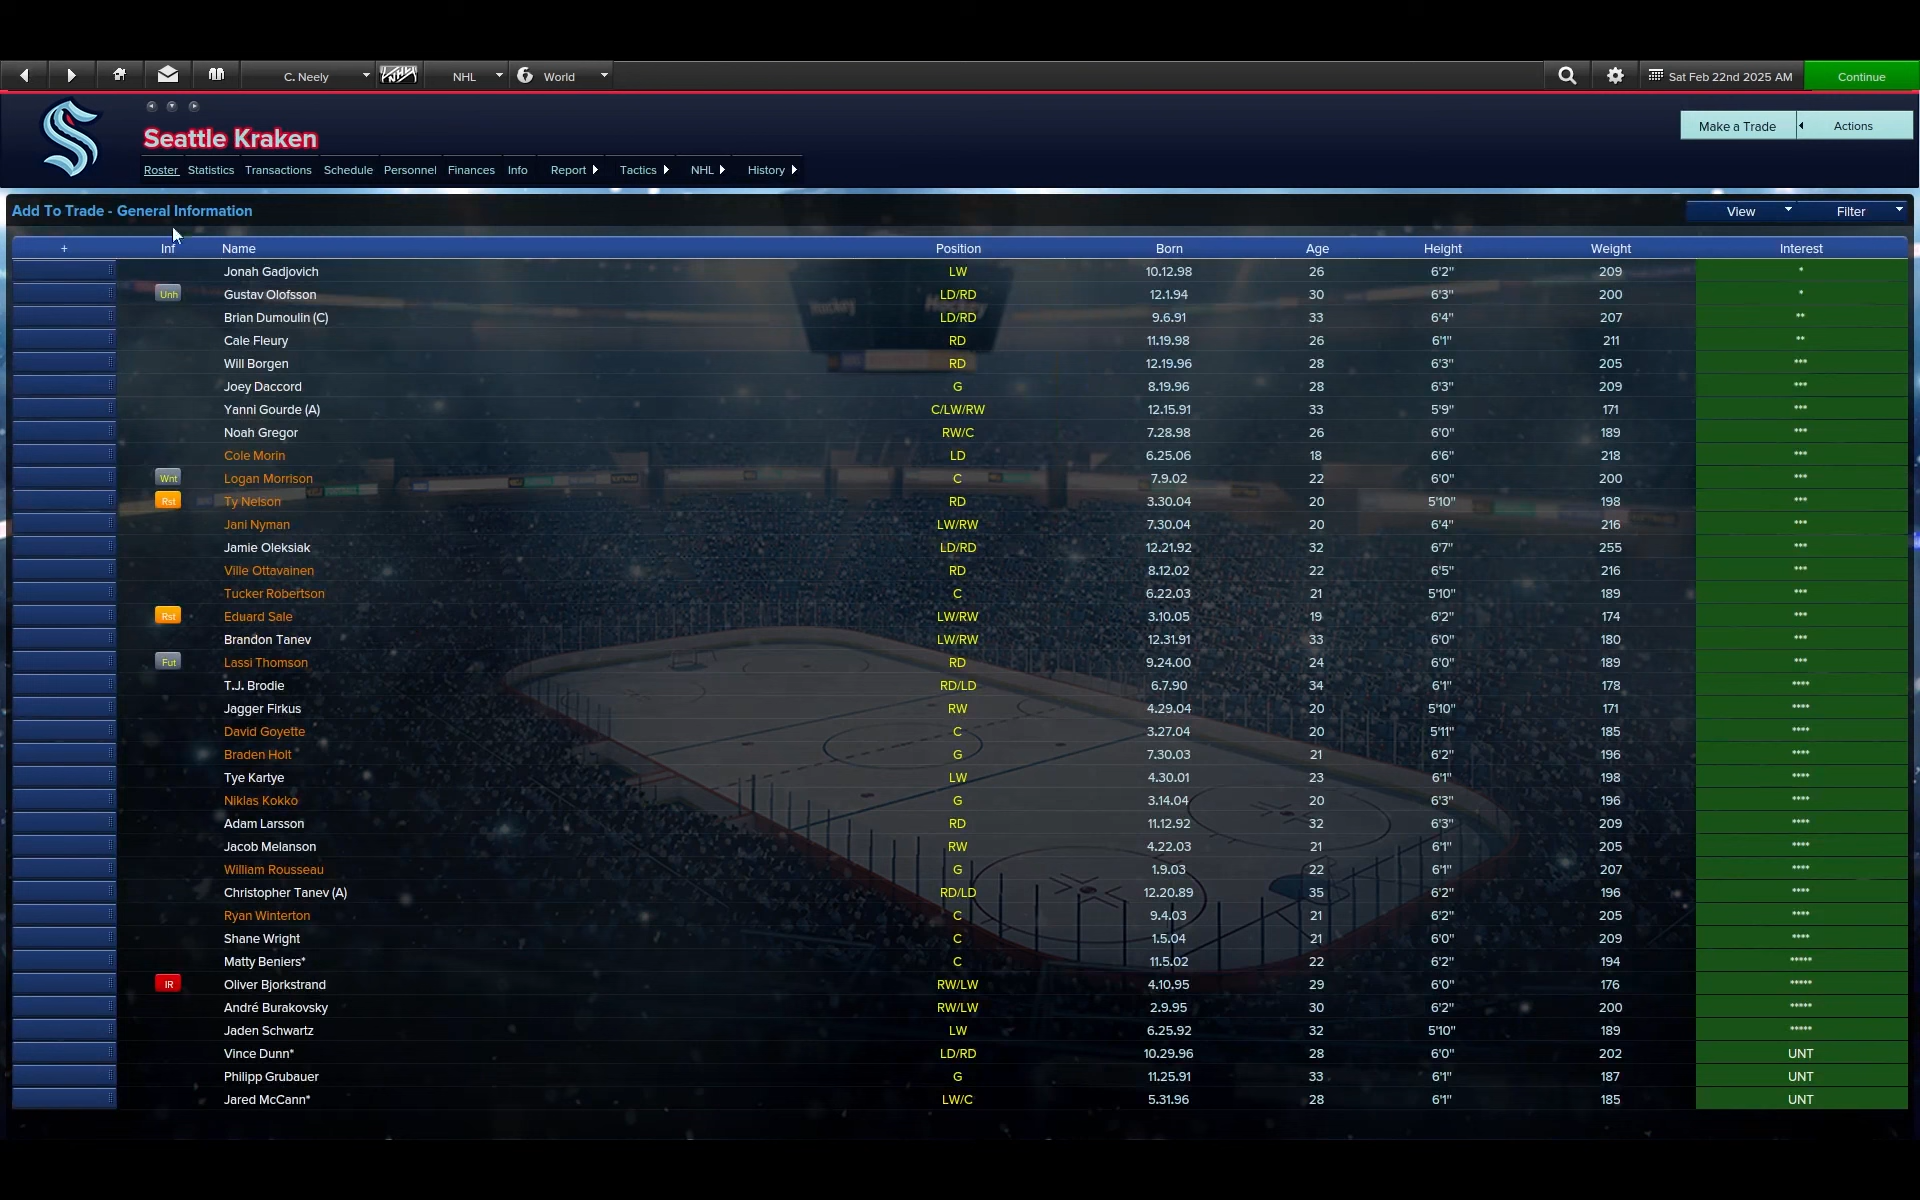 C. Neely NHL World Sat Feb 22nd 2025 AM Continue
Seattle Kraken
Make a Trade Actions
Roster Statistics Transactions Schedule Personnel Finances Info Report Tactics NHL History
Add To Trade - General Information View Filter
+ Inf Name Position Born Age Height Weight Interest
Jonah Gadjovich LW 10.12.98 26 6'2" 209 *
Unh Gustav Olofsson LD/RD 12.1.94 30 6'3" 200 *
Brian Dumoulin (C) LD/RD 9.6.91 33 6'4" 207 **
Cale Fleury RD 11.19.98 26 6'1" 211 **
Will Borgen RD 12.19.96 28 6'3" 205 ***
Joey Daccord G 8.19.96 28 6'3" 209 ***
Yanni Gourde (A) C/LW/RW 12.15.91 33 5'9" 171 ***
Noah Gregor RW/C 7.28.98 26 6'0" 189 ***
Cole Morin LD 6.25.06 18 6'6" 218 ***
Wnt Logan Morrison C 7.9.02 22 6'0" 200 ***
Rst Ty Nelson RD 3.30.04 20 5'10" 198 ***
Jani Nyman LW/RW 7.30.04 20 6'4" 216 ***
Jamie Oleksiak LD/RD 12.21.92 32 6'7" 255 ***
Ville Ottavainen RD 8.12.02 22 6'5" 216 ***
Tucker Robertson C 6.22.03 21 5'10" 189 ***
Rst Eduard Sale LW/RW 3.10.05 19 6'2" 174 ***
Brandon Tanev LW/RW 12.31.91 33 6'0" 180 ***
Fut Lassi Thomson RD 9.24.00 24 6'0" 189 ***
T.J. Brodie RD/LD 6.7.90 34 6'1" 178 ****
Jagger Firkus RW 4.29.04 20 5'10" 171 ****
David Goyette C 3.27.04 20 5'11" 185 ****
Braden Holt G 7.30.03 21 6'2" 196 ****
Tye Kartye LW 4.30.01 23 6'1" 198 ****
Niklas Kokko G 3.14.04 20 6'3" 196 ****
Adam Larsson RD 11.12.92 32 6'3" 209 ****
Jacob Melanson RW 4.22.03 21 6'1" 205 ****
William Rousseau G 1.9.03 22 6'1" 207 ****
Christopher Tanev (A) RD/LD 12.20.89 35 6'2" 196 ****
Ryan Winterton C 9.4.03 21 6'2" 205 ****
Shane Wright C 1.5.04 21 6'0" 209 ****
Matty Beniers* C 11.5.02 22 6'2" 194 *****
IR Oliver Bjorkstrand RW/LW 4.10.95 29 6'0" 176 *****
André Burakovsky RW/LW 2.9.95 30 6'2" 200 *****
Jaden Schwartz LW 6.25.92 32 5'10" 189 *****
Vince Dunn* LD/RD 10.29.96 28 6'0" 202 UNT
Philipp Grubauer G 11.25.91 33 6'1" 187 UNT
Jared McCann* LW/C 5.31.96 28 6'1" 185 UNT